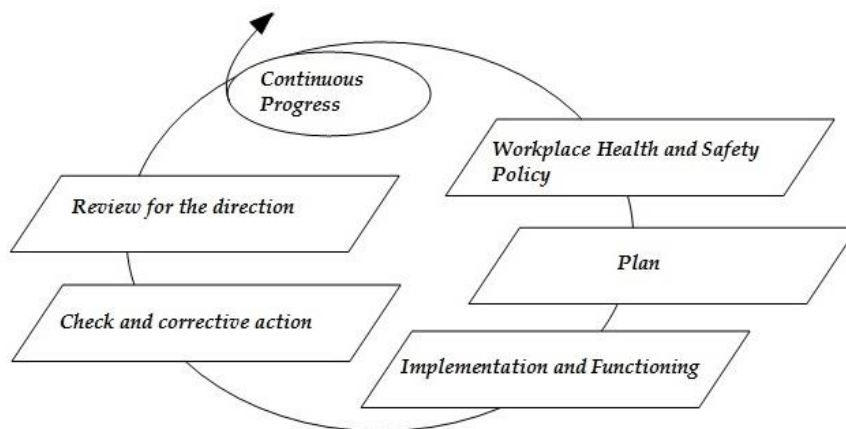 Continuous
Progress
Workplace Health and Safety
Policy
Review for the direction
Plan
Check and corrective action
Implementation and Functioning